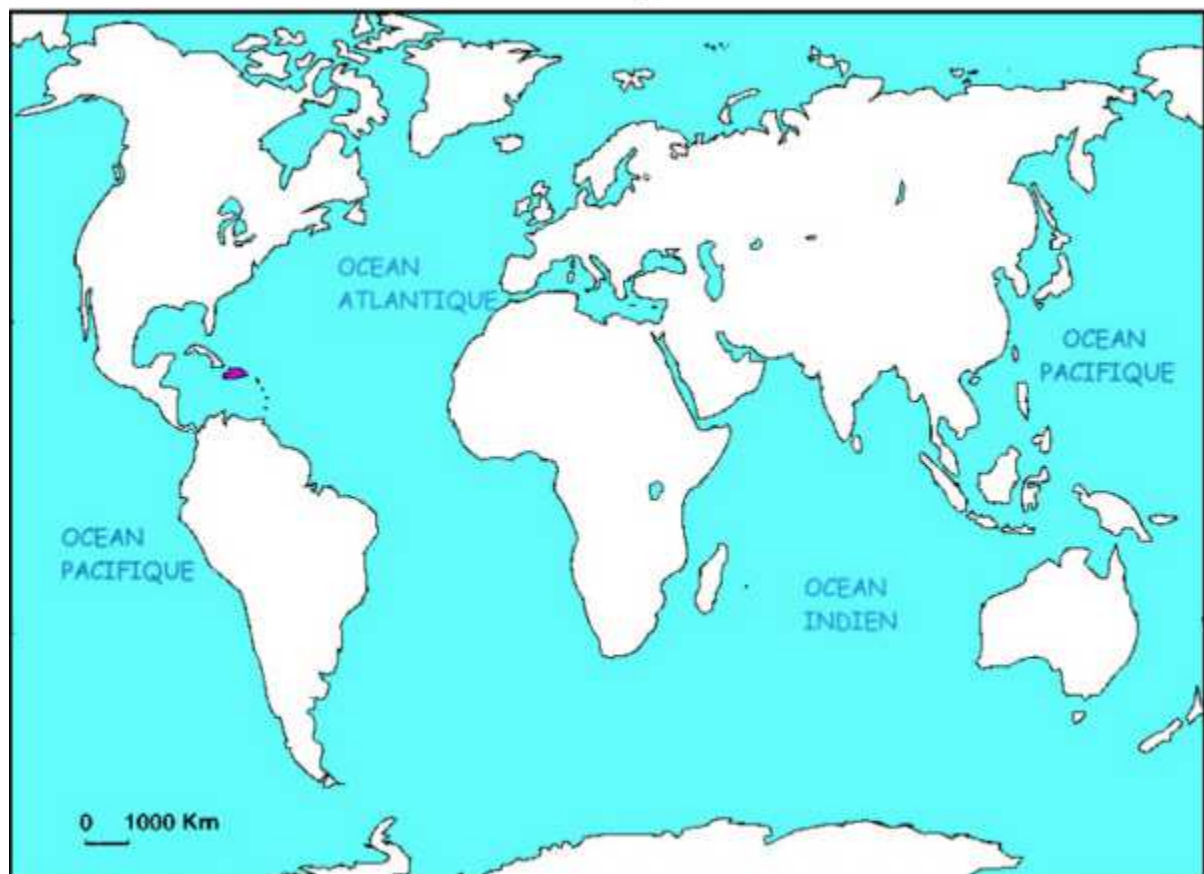 OCEAN
ATLANTIQUE
OCEAN
PACIFIQUE
OCEAN
PACIFIQUE
OCEAN
INDIEN
0 1000 Km